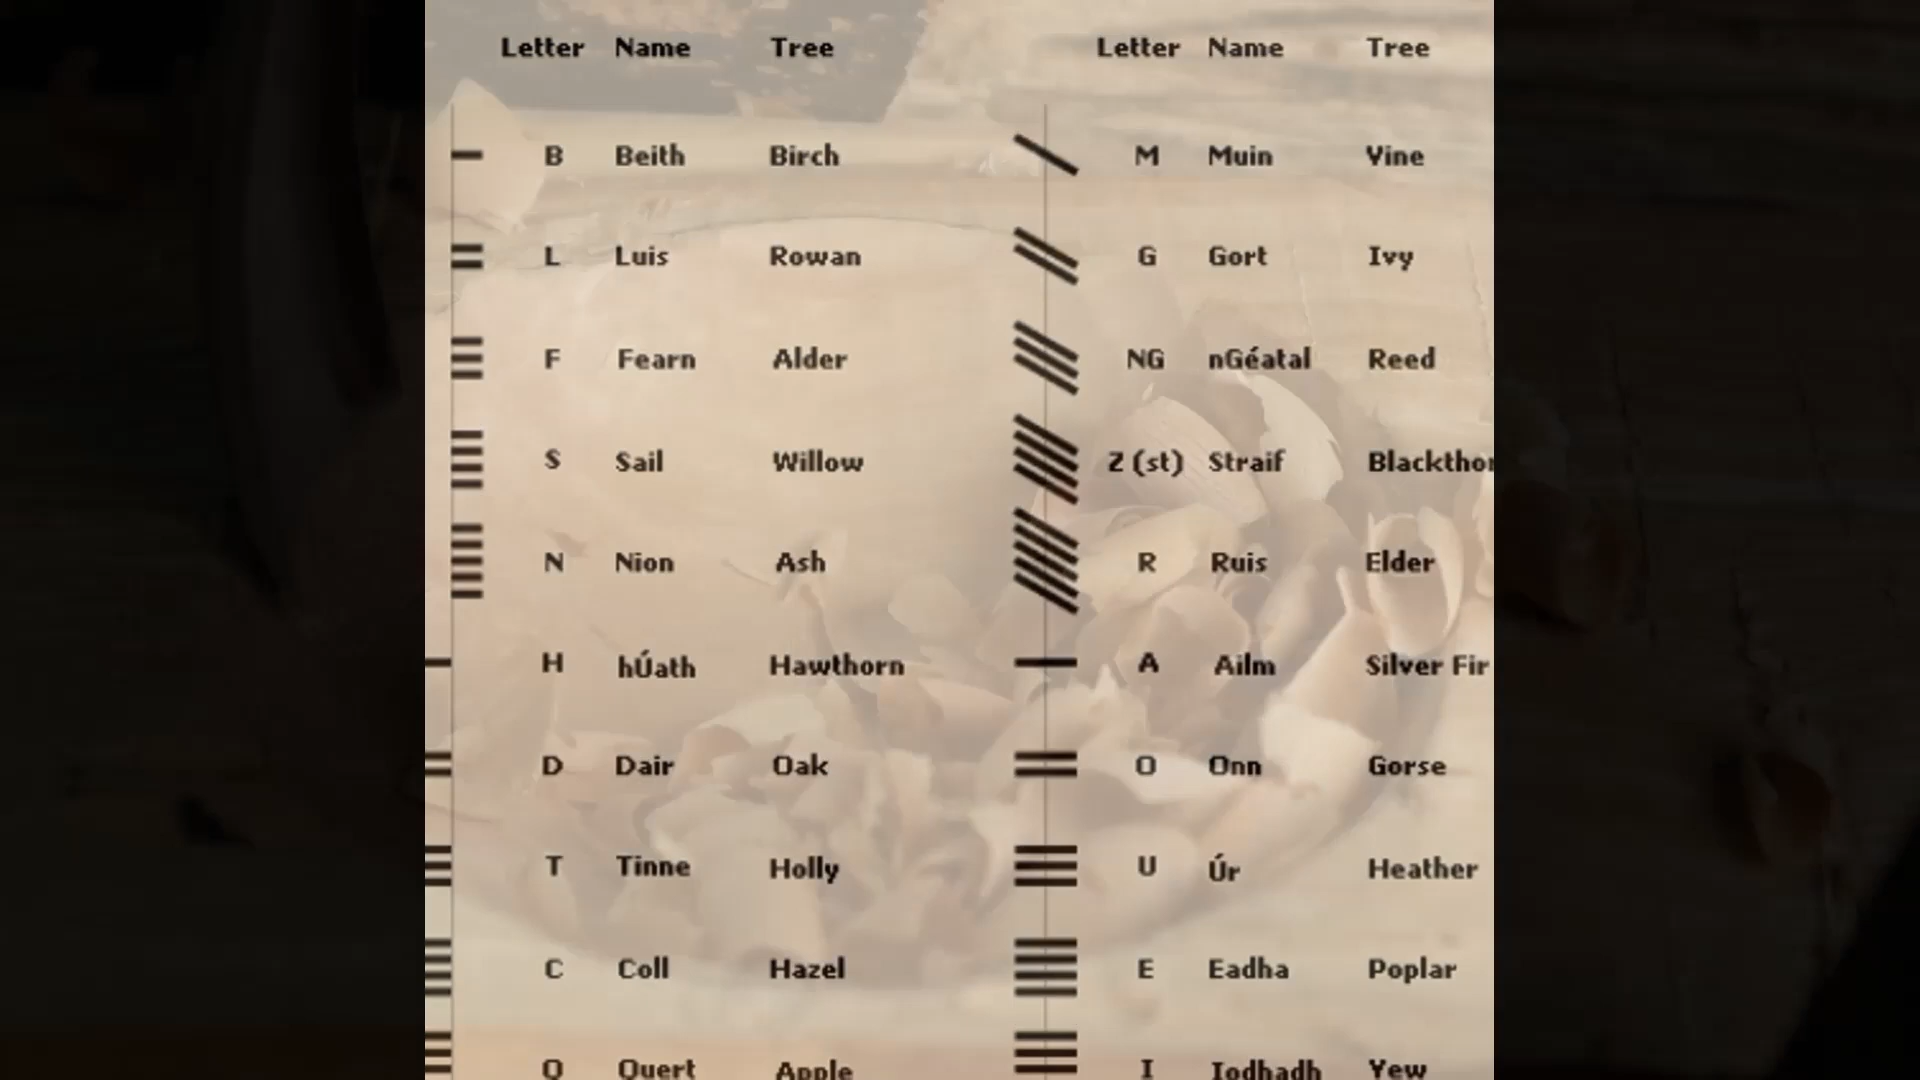 Letter Name Tree Letter Name Tree
B Beith Birch M Muin Vine
L Luis Rowan G Gort Ivy
F Fearn Alder NG nGéatal Reed
S Sail Willow Z (st) Straif Blackthor
N Nion Ash R Ruis Elder
H hÚath Hawthorn A Ailm Silver Fir
D Dair Oak O Onn Gorse
T Tinne Holly U Úr Heather
C Coll Hazel E Eadha Poplar
Q Quert Apple I Iodhadh Yew